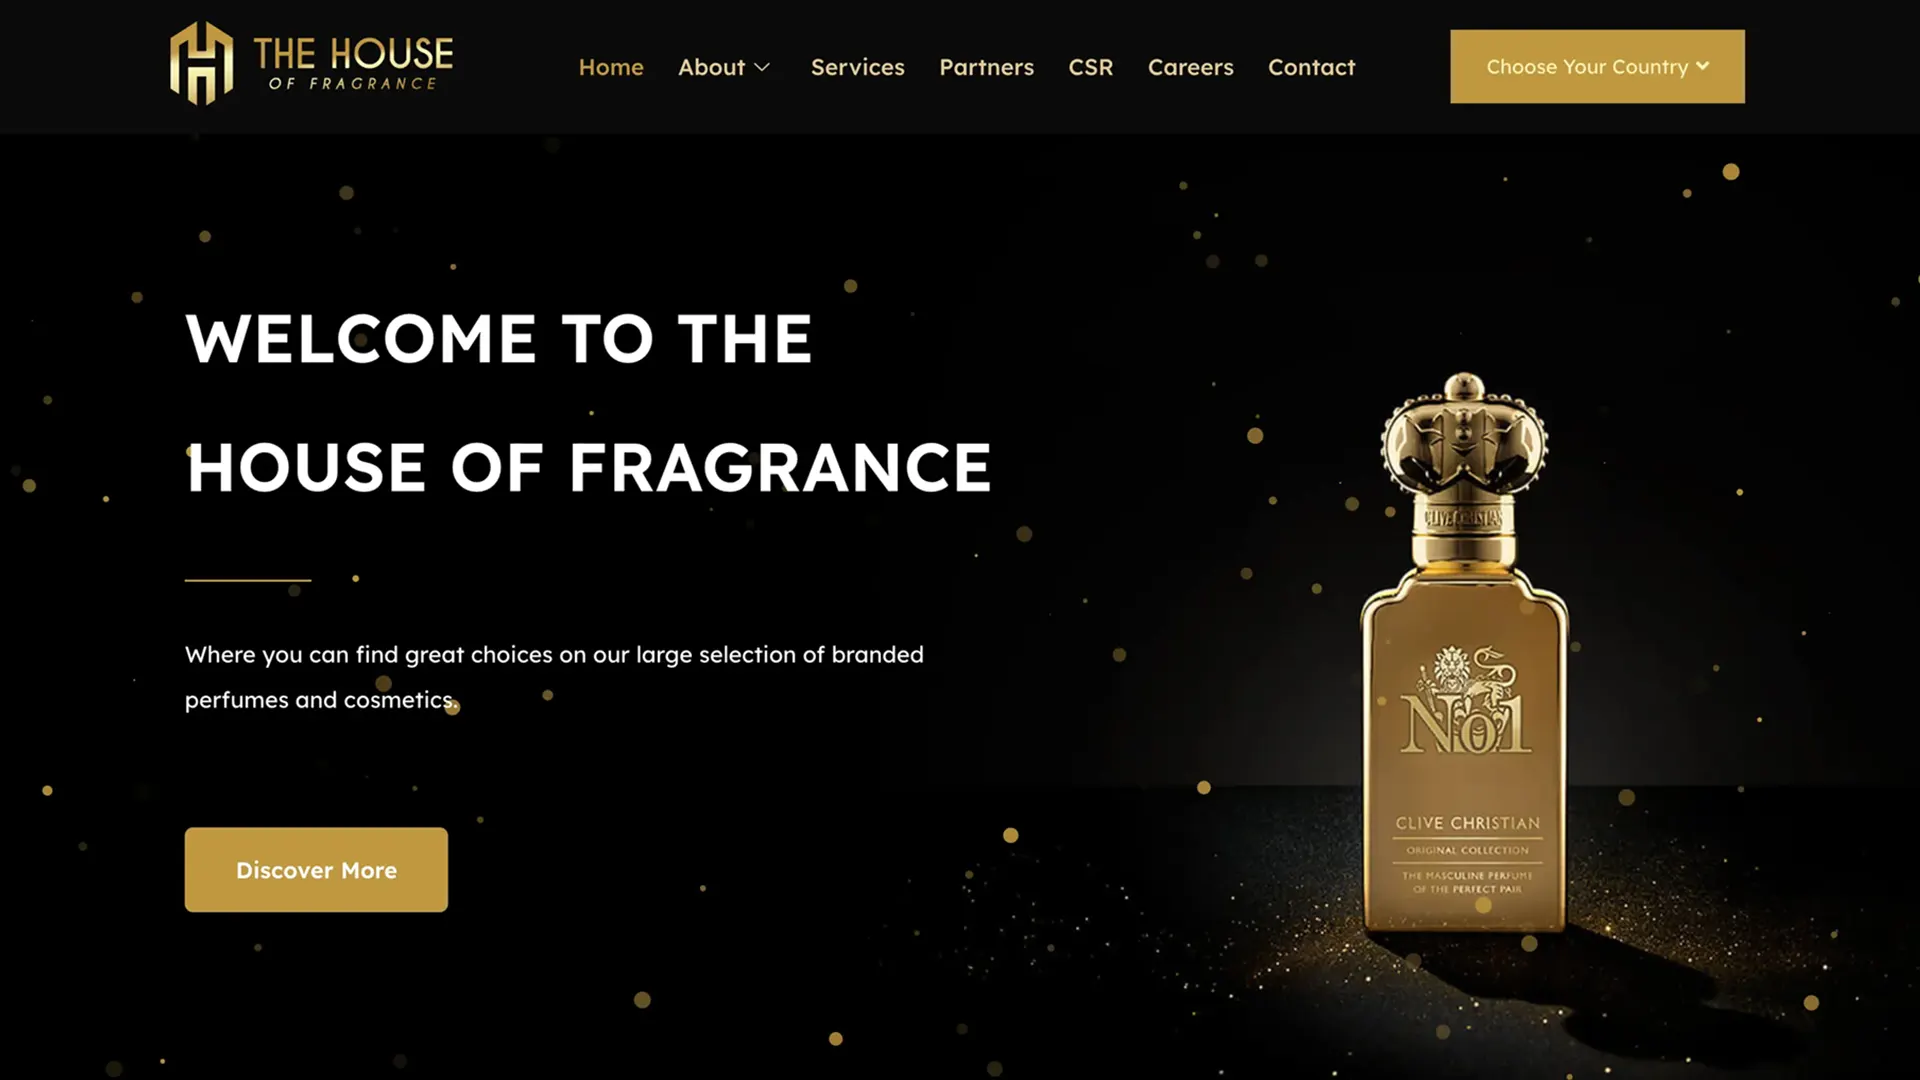 THE HOUSE
OF FRAGRANCE
Home
About
Services
Partners
CSR
Careers
Contact
Choose Your Country
WELCOME TO THE
HOUSE OF FRAGRANCE
Where you can find great choices on our large selection of branded
perfumes and cosmetics.
Discover More
CLIVE CHRISTIAN
No1
CLIVE CHRISTIAN
ORIGINAL COLLECTION
THE MASCULINE PERFUME
OF THE PERFECT PAIR